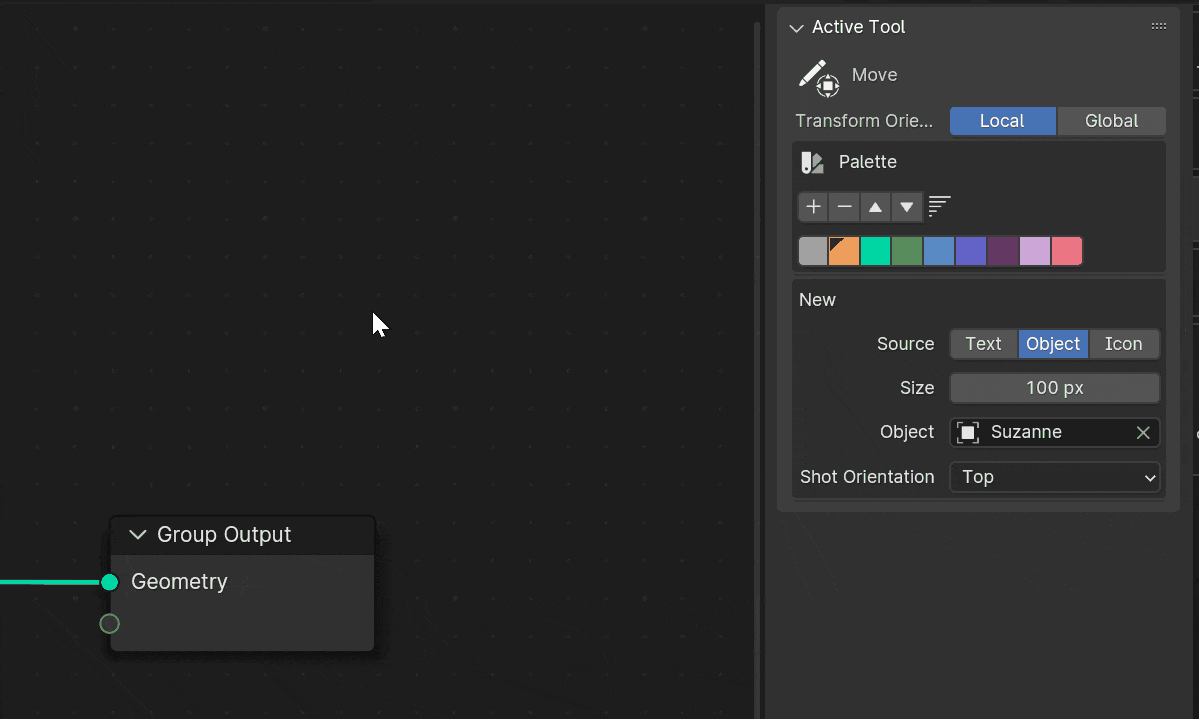 Active Tool
Move
Transform Orie... Local Global
Palette
New
Source Text Object Icon
Size 100 px
Object Suzanne
Shot Orientation Top
Group Output
Geometry